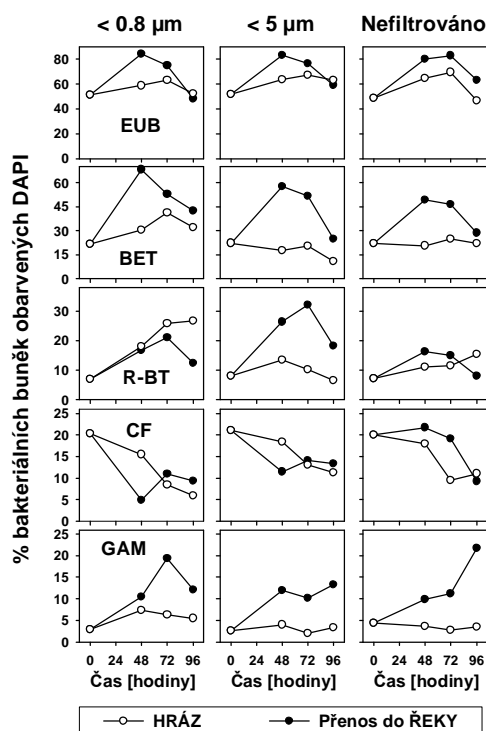 < 0.8 µm < 5 µm Nefiltrováno
% bakteriálních buněk obarvených DAPI
100
80
60
40
20
0
EUB
60
45
30
15
0
BET
30
20
10
0
R-BT
25
20
15
10
5
0
CF
25
20
15
10
5
0
GAM
0 24 48 72 96 0 24 48 72 96 0 24 48 72 96
Čas [hodiny] Čas [hodiny] Čas [hodiny]
HRÁZ Přenos do ŘEKY